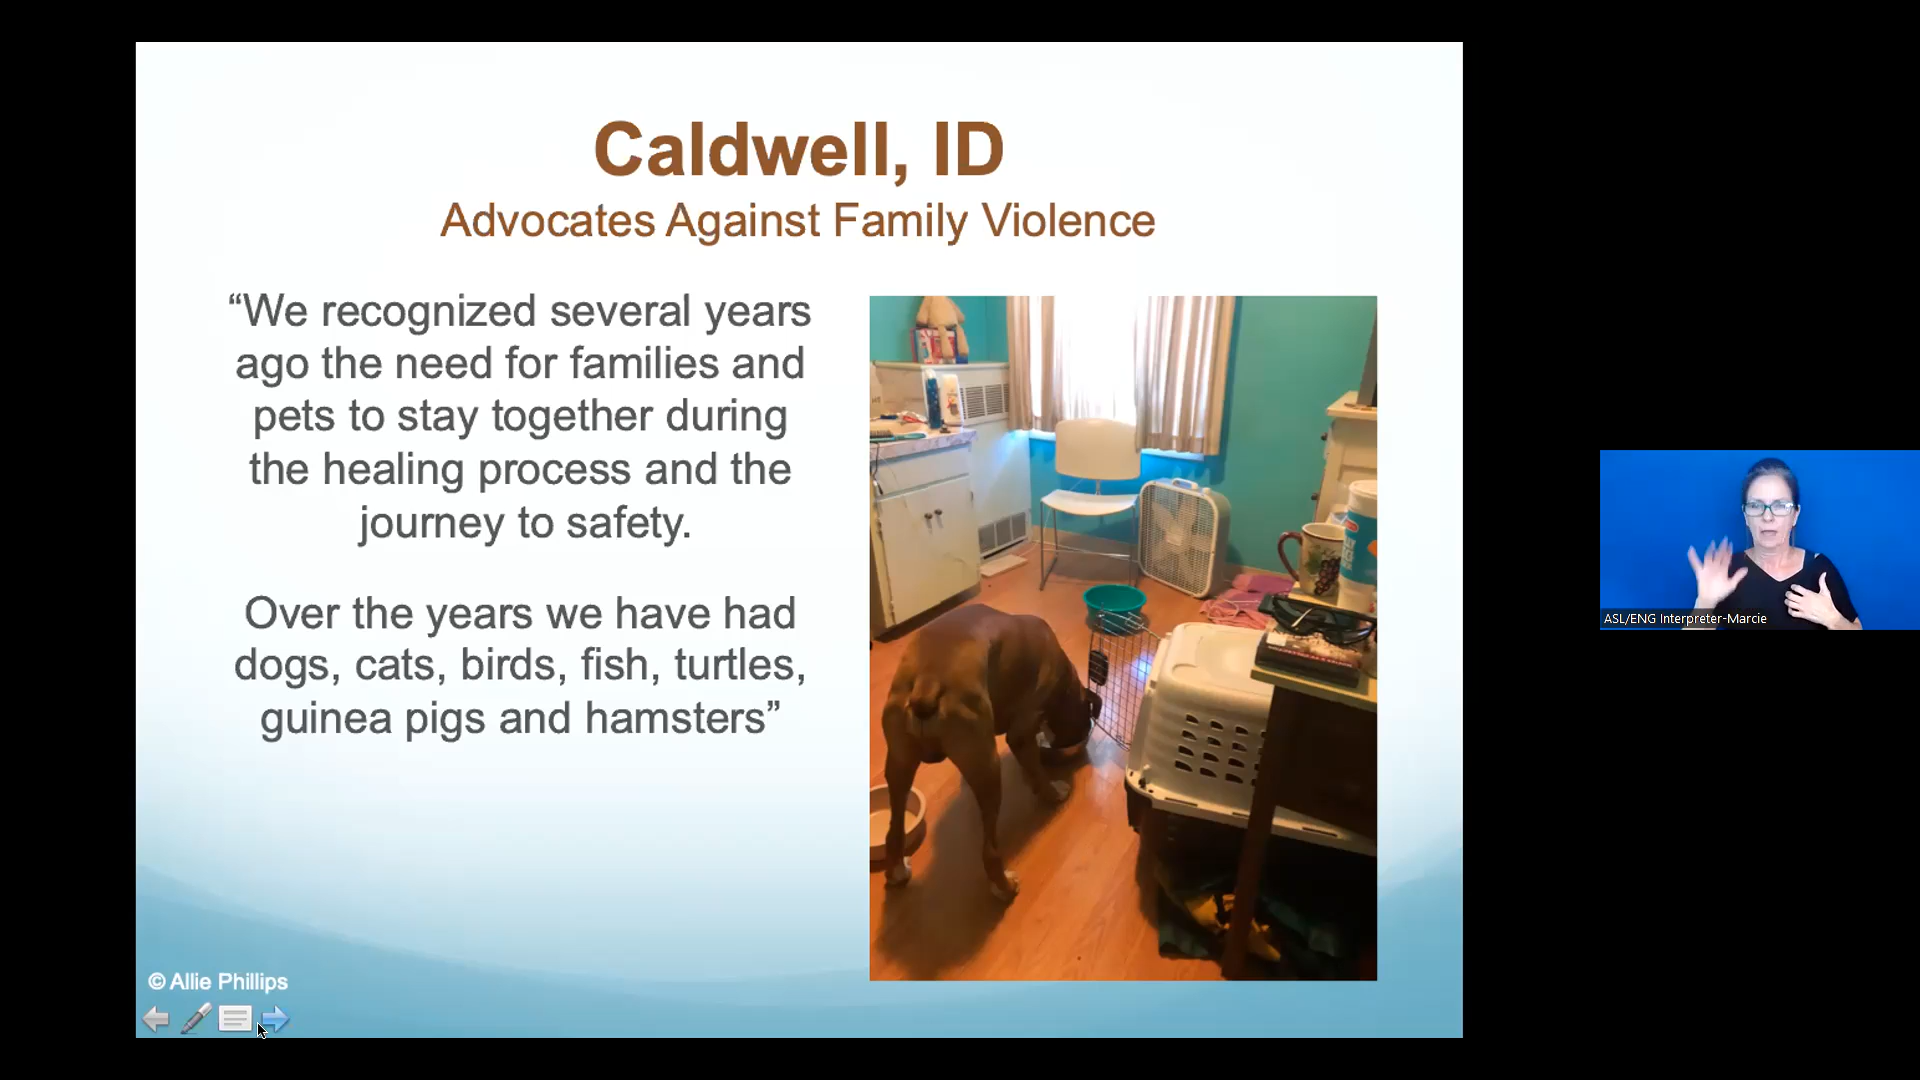 Caldwell, ID
Advocates Against Family Violence
“We recognized several years
ago the need for families and
pets to stay together during
the healing process and the
journey to safety.
Over the years we have had
dogs, cats, birds, fish, turtles,
guinea pigs and hamsters”
© Allie Phillips
ASL/ENG Interpreter-Marcie